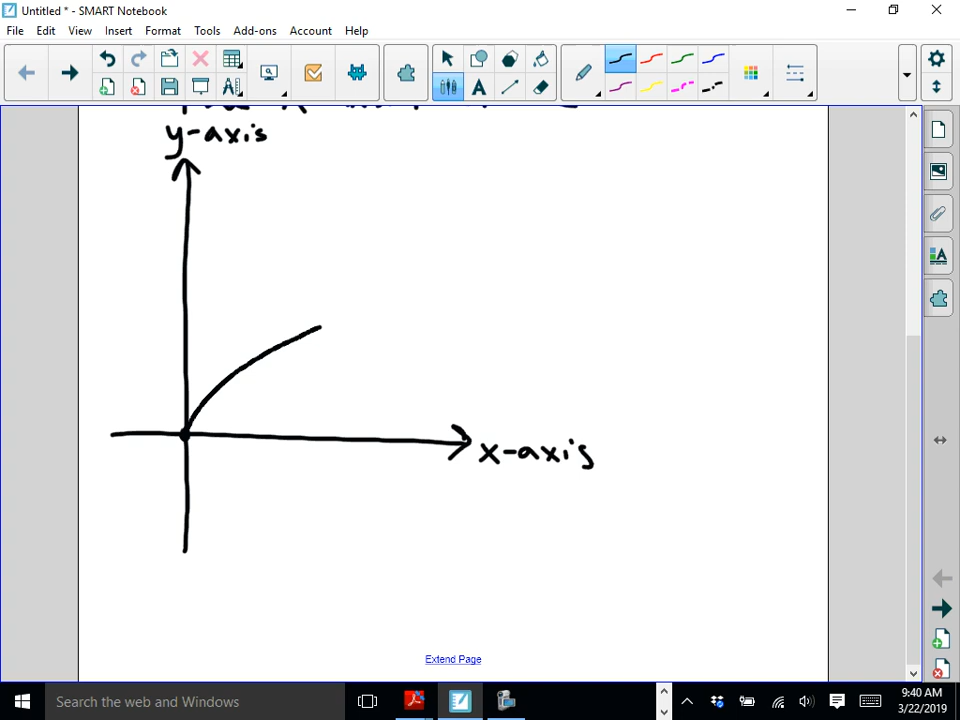 Untitled * - SMART Notebook
File Edit View Insert Format Tools Add-ons Account Help
y-axis
x-axis
Extend Page
Search the web and Windows
9:40 AM
3/22/2019